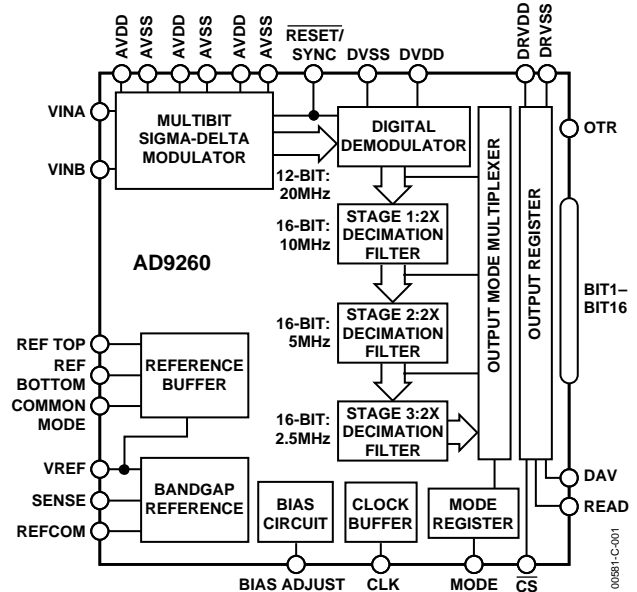 AVDD
AVSS
AVDD
AVSS
AVDD
AVSS
RESET/
SYNC
DVSS
DVDD
DRVDD
DRVSS
VINA
VINB
MULTIBIT
SIGMA-DELTA
MODULATOR
DIGITAL
DEMODULATOR
OTR
12-BIT:
20MHz
16-BIT:
10MHz
STAGE 1:2X
DECIMATION
FILTER
AD9260
OUTPUT MODE MULTIPLEXER
OUTPUT REGISTER
BIT1–
BIT16
16-BIT:
5MHz
STAGE 2:2X
DECIMATION
FILTER
REF TOP
REF
BOTTOM
COMMON
MODE
REFERENCE
BUFFER
16-BIT:
2.5MHz
STAGE 3:2X
DECIMATION
FILTER
VREF
SENSE
REFCOM
BANDGAP
REFERENCE
BIAS
CIRCUIT
CLOCK
BUFFER
MODE
REGISTER
DAV
READ
BIAS ADJUST
CLK
MODE
CS
00581-C-001